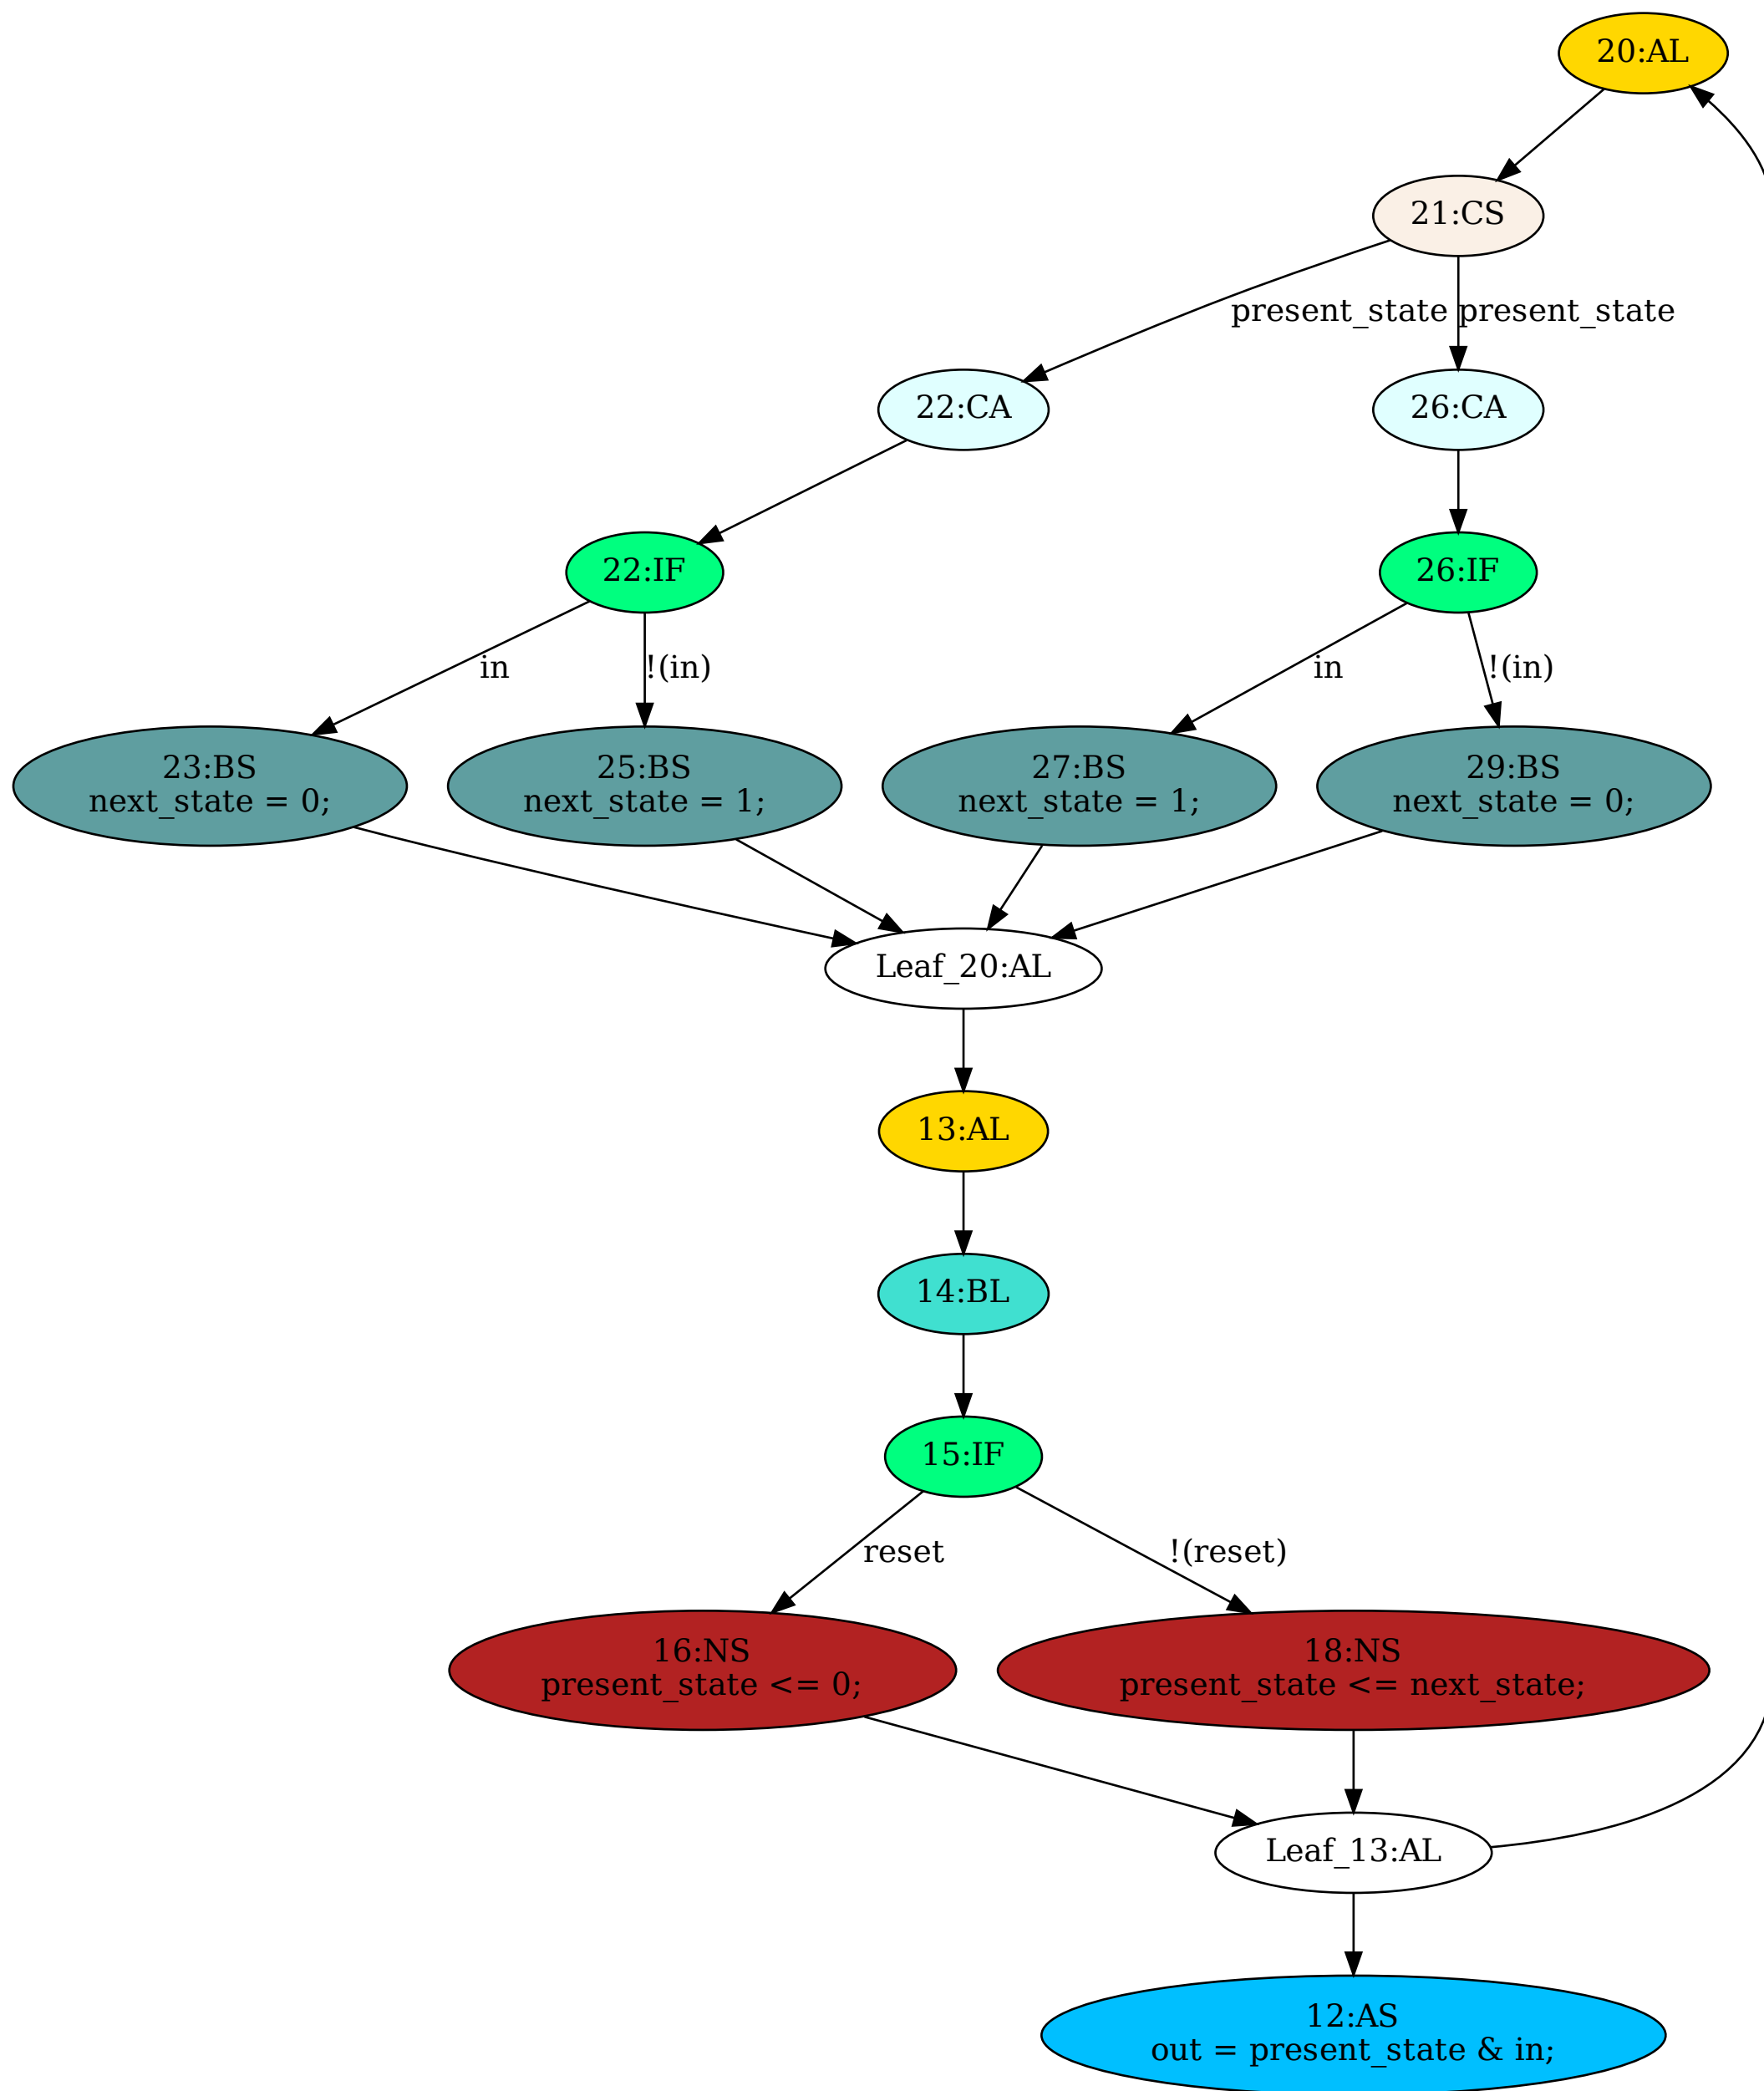 20:AL
21:CS
present_state
present_state
22:CA
26:CA
22:IF
26:IF
in
!(in)
in
!(in)
23:BS
next_state = 0;
25:BS
next_state = 1;
27:BS
next_state = 1;
29:BS
next_state = 0;
Leaf_20:AL
13:AL
14:BL
15:IF
reset
!(reset)
16:NS
present_state <= 0;
18:NS
present_state <= next_state;
Leaf_13:AL
12:AS
out = present_state & in;